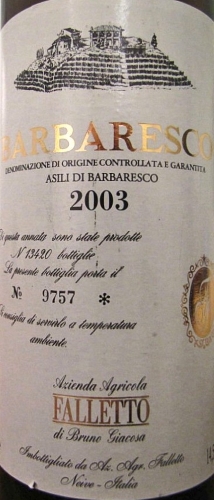 BARBARESCO
DENOMINAZIONE DI ORIGINE CONTROLLATA E GARANTITA
ASILI DI BARBARESCO
2003
questa annata sono state prodotte
N° 13420 bottiglie
La presente bottiglia porta il
№ 9757 *
consiglia di servirlo a temperatura
ambiente.
Azienda Agricola
FALLETTO
di Bruno Giacosa
Imbottigliato da Az. Agr. Falletto
Neive - Italia